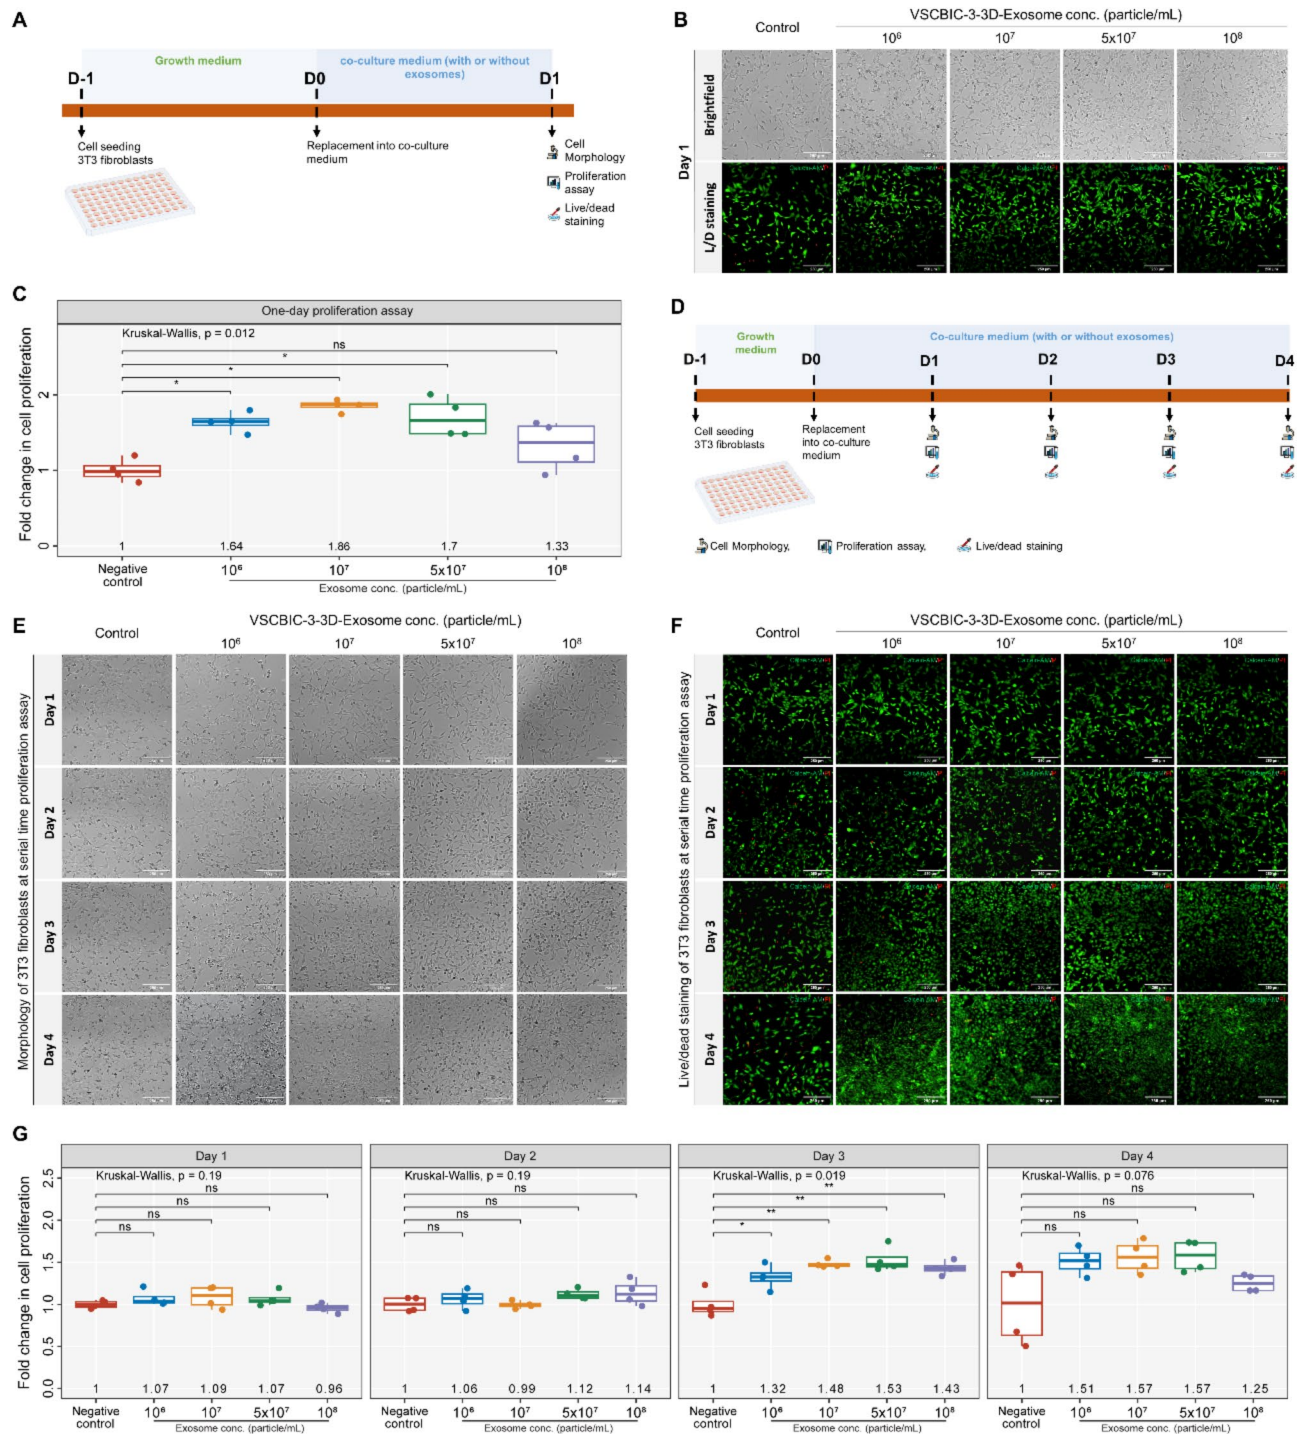 A
Growth medium
co-culture medium (with or without
exosomes)
D-1
D0
D1
Cell seeding
3T3 fibroblasts
Replacement into co-culture
medium
Cell
Morphology
Proliferation
assay
Live/dead
staining
B
VSCBIC-3-3D-Exosome conc. (particle/mL)
Control
10⁶
10⁷
5x10⁷
10⁸
Day 1
Brightfield
L/D staining
C
One-day proliferation assay
Kruskal-Wallis, p = 0.012
ns
*
*
*
Fold change in cell proliferation
2
1
0
1
1.64
1.86
1.7
1.33
Negative
control
10⁶
10⁷
5x10⁷
10⁸
Exosome conc. (particle/mL)
D
Growth
medium
Co-culture medium (with or without exosomes)
D-1
D0
D1
D2
D3
D4
Cell seeding
3T3 fibroblasts
Replacement
into co-culture
medium
Cell Morphology,
Proliferation assay,
Live/dead staining
E
VSCBIC-3-3D-Exosome conc. (particle/mL)
Control
10⁶
10⁷
5x10⁷
10⁸
Morphology of 3T3 fibroblasts at serial time proliferation assay
Day 1
Day 2
Day 3
Day 4
F
VSCBIC-3-3D-Exosome conc. (particle/mL)
Control
10⁶
10⁷
5x10⁷
10⁸
Live/dead staining of 3T3 fibroblasts at serial time proliferation assay
Day 1
Day 2
Day 3
Day 4
G
Fold change in cell proliferation
2.5
2.0
1.5
1.0
0.5
0.0
Day 1
Kruskal-Wallis, p = 0.19
ns
ns
ns
ns
1
1.07
1.09
1.07
0.96
Negative
control
10⁶
10⁷
5x10⁷
10⁸
Exosome conc. (particle/mL)
Day 2
Kruskal-Wallis, p = 0.19
ns
ns
ns
ns
1
1.06
0.99
1.12
1.14
Negative
control
10⁶
10⁷
5x10⁷
10⁸
Exosome conc. (particle/mL)
Day 3
Kruskal-Wallis, p = 0.019
**
**
**
*
1
1.32
1.48
1.53
1.43
Negative
control
10⁶
10⁷
5x10⁷
10⁸
Exosome conc. (particle/mL)
Day 4
Kruskal-Wallis, p = 0.076
ns
ns
ns
ns
1
1.51
1.57
1.57
1.25
Negative
control
10⁶
10⁷
5x10⁷
10⁸
Exosome conc. (particle/mL)